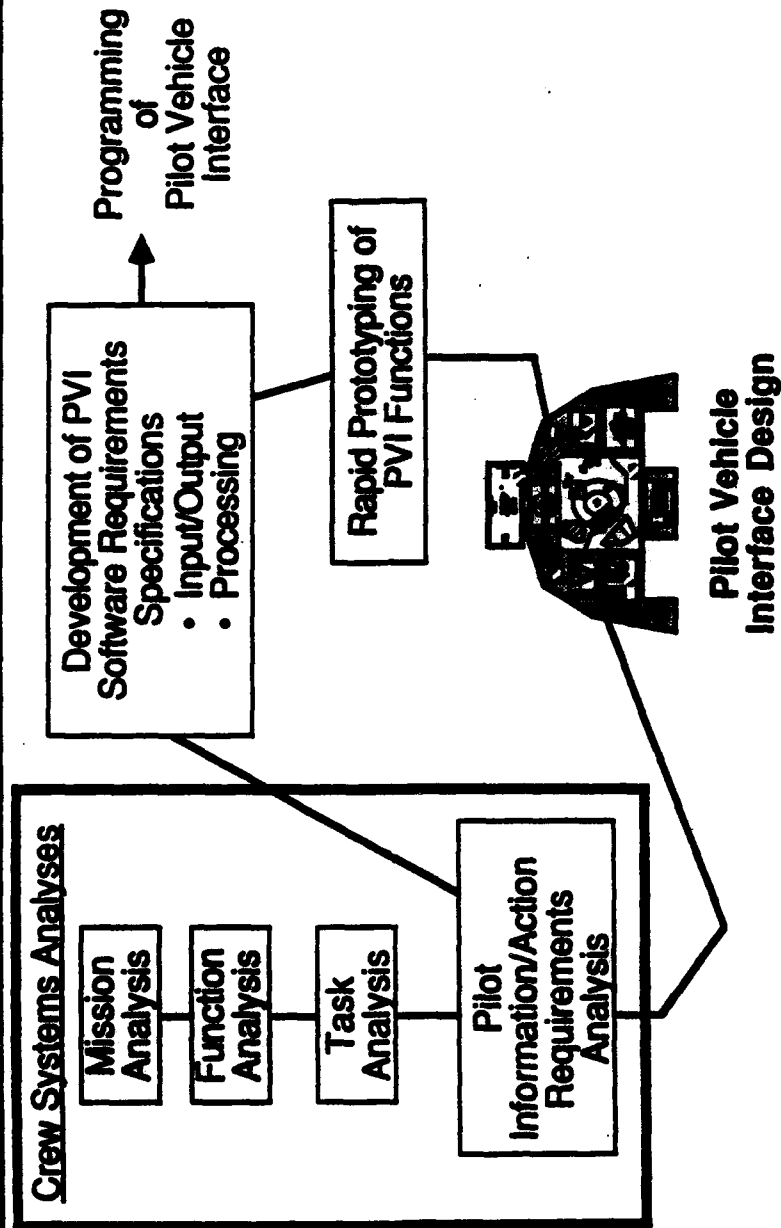 Crew Systems Analyses
Mission
Analysis
Function
Analysis
Task
Analysis
Pilot
Information/Action
Requirements
Analysis
Development of PVI
Software Requirements
Specifications
• Input/Output
• Processing
Programming
of
Pilot Vehicle
Interface
Rapid Prototyping of
PVI Functions
Pilot Vehicle
Interface Design